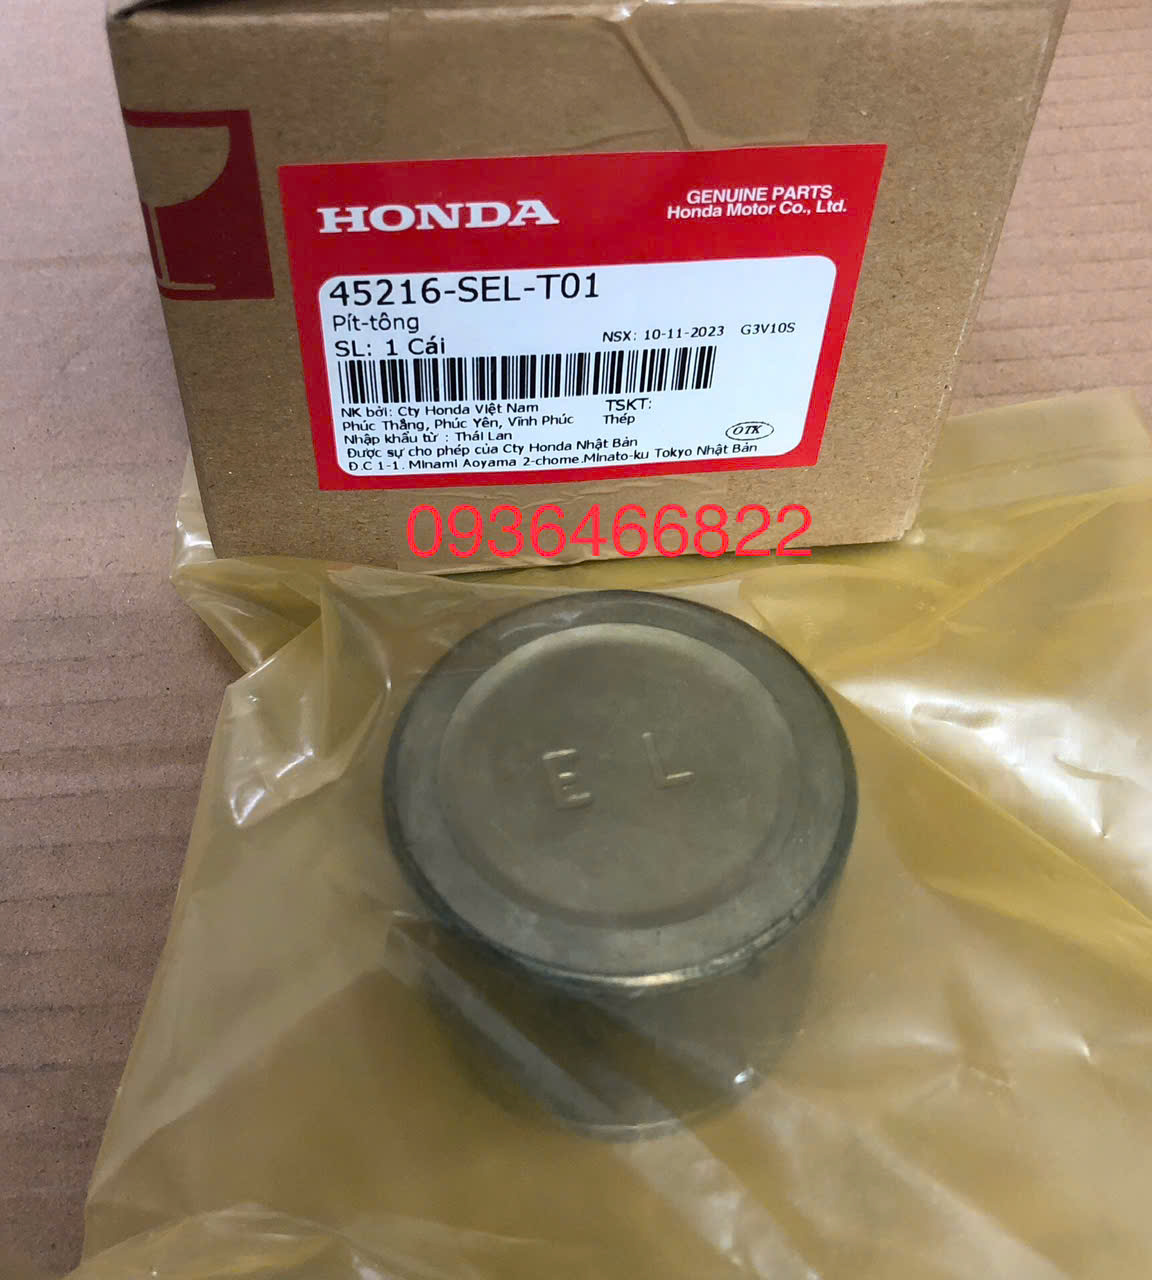 HONDA
GENUINE PARTS
Honda Motor Co., Ltd.
45216-SEL-T01
Pít-tông
NSX: 10-11-2023 G3V10S
SL: 1 Cái
NK bởi: Cty Honda Việt Nam
TSKT:
Phúc Thắng, Phúc Yên, Vĩnh Phúc
Thép
Nhập khẩu từ : Thái Lan
OTK
Được sự cho phép của Cty Honda Nhật Bản
Đ.C 1-1. Minami Aoyama 2-chome.Minato-ku Tokyo Nhật Bản
0936466822
E L